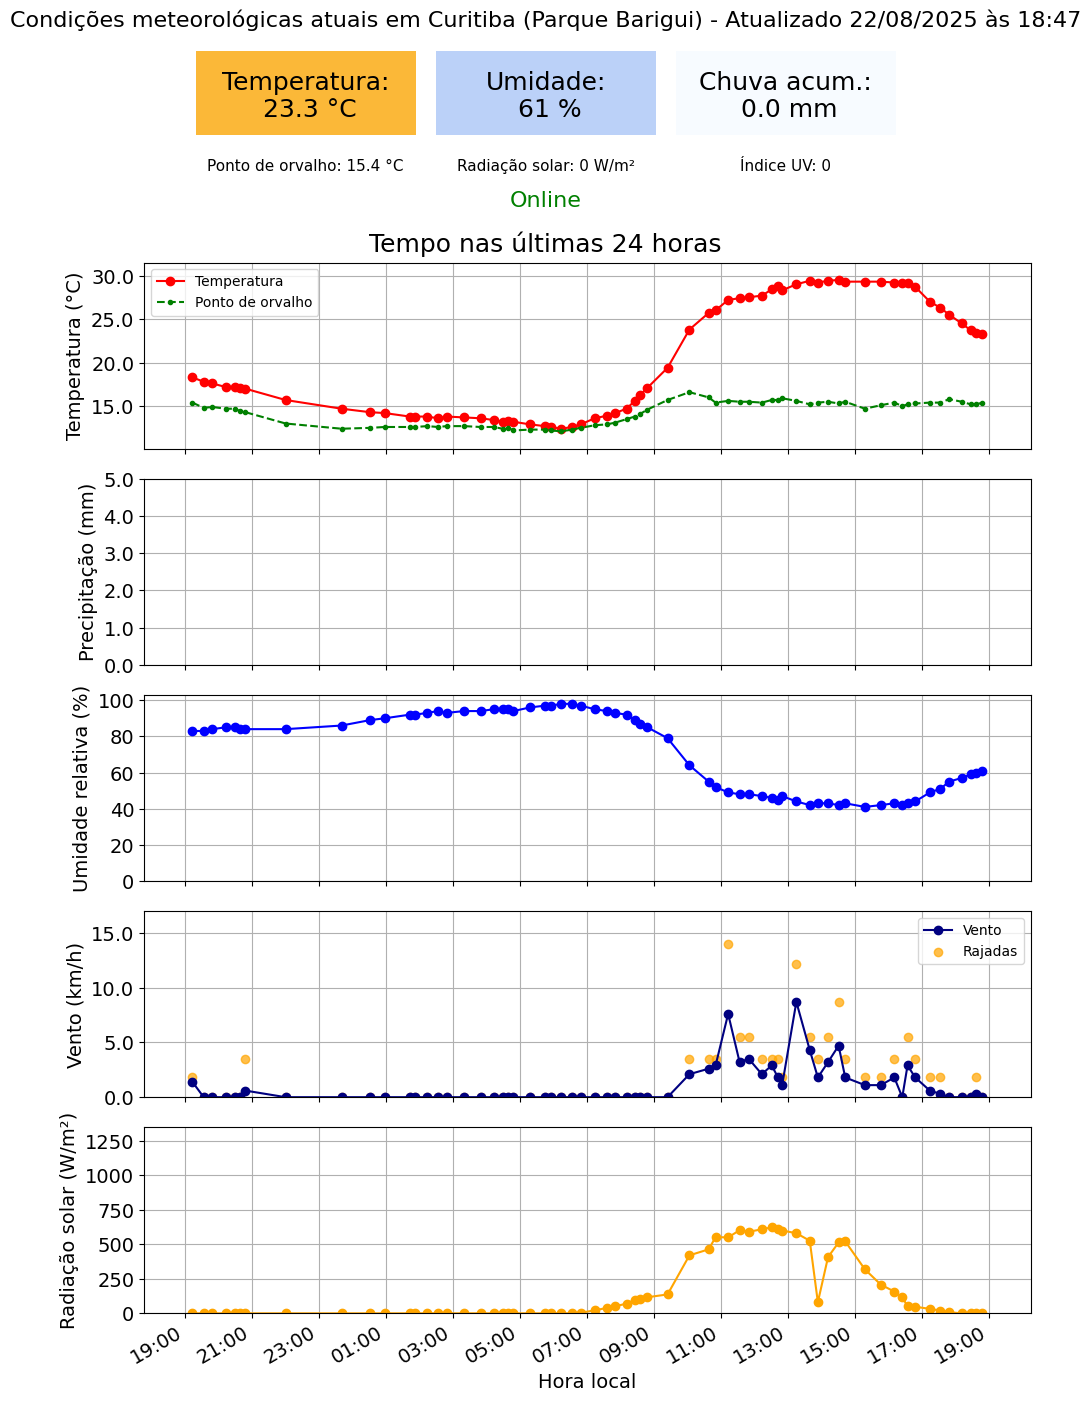 Condições meteorológicas atuais em Curitiba (Parque Barigui) - Atualizado 22/08/2025 às 18:47
Temperatura:
23.3 °C
Umidade:
61 %
Chuva acum.:
0.0 mm
Ponto de orvalho: 15.4 °C
Radiação solar: 0 W/m²
Índice UV: 0
Online
Tempo nas últimas 24 horas
Temperatura (°C)
30.0
25.0
20.0
15.0
Temperatura
Ponto de orvalho
Precipitação (mm)
5.0
4.0
3.0
2.0
1.0
0.0
Umidade relativa (%)
100
80
60
40
20
0
Vento (km/h)
15.0
10.0
5.0
0.0
Vento
Rajadas
Radiação solar (W/m²)
1250
1000
750
500
250
0
19:00
21:00
23:00
01:00
03:00
05:00
07:00
09:00
11:00
13:00
15:00
17:00
19:00
Hora local